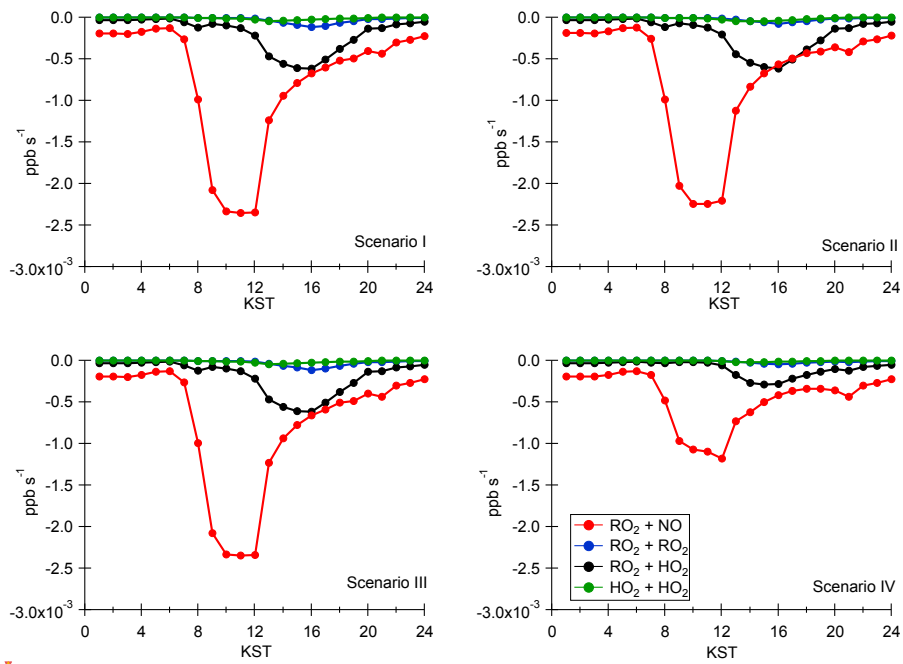 0.0
-0.5
-1.0
-1.5
-2.0
-2.5
-3.0x10⁻³
ppb s⁻¹
0 4 8 12 16 20 24
KST
Scenario I
0.0
-0.5
-1.0
-1.5
-2.0
-2.5
-3.0x10⁻³
ppb s⁻¹
0 4 8 12 16 20 24
KST
Scenario II
0.0
-0.5
-1.0
-1.5
-2.0
-2.5
-3.0x10⁻³
ppb s⁻¹
0 4 8 12 16 20 24
KST
Scenario III
0.0
-0.5
-1.0
-1.5
-2.0
-2.5
-3.0x10⁻³
ppb s⁻¹
0 4 8 12 16 20 24
KST
RO₂ + NO
RO₂ + RO₂
RO₂ + HO₂
HO₂ + HO₂
Scenario IV